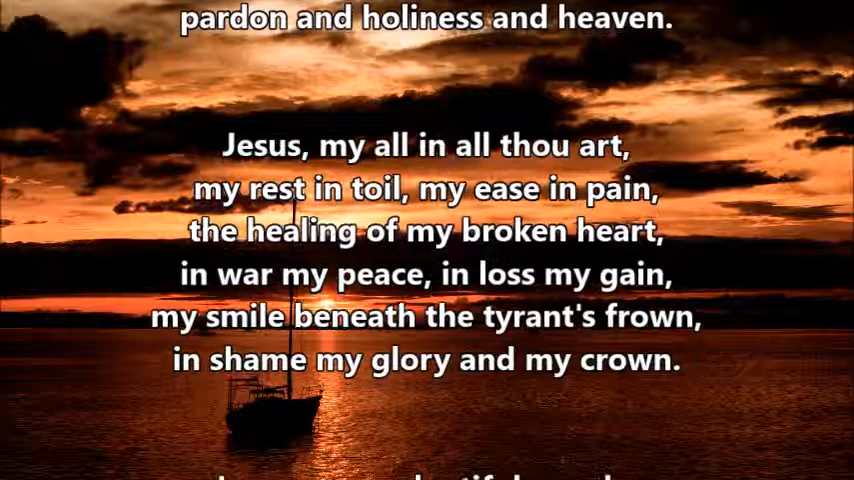 pardon and holiness and heaven.
Jesus, my all in all thou art,
my rest in toil, my ease in pain,
the healing of my broken heart,
in war my peace, in loss my gain,
my smile beneath the tyrant's frown,
in shame my glory and my crown.